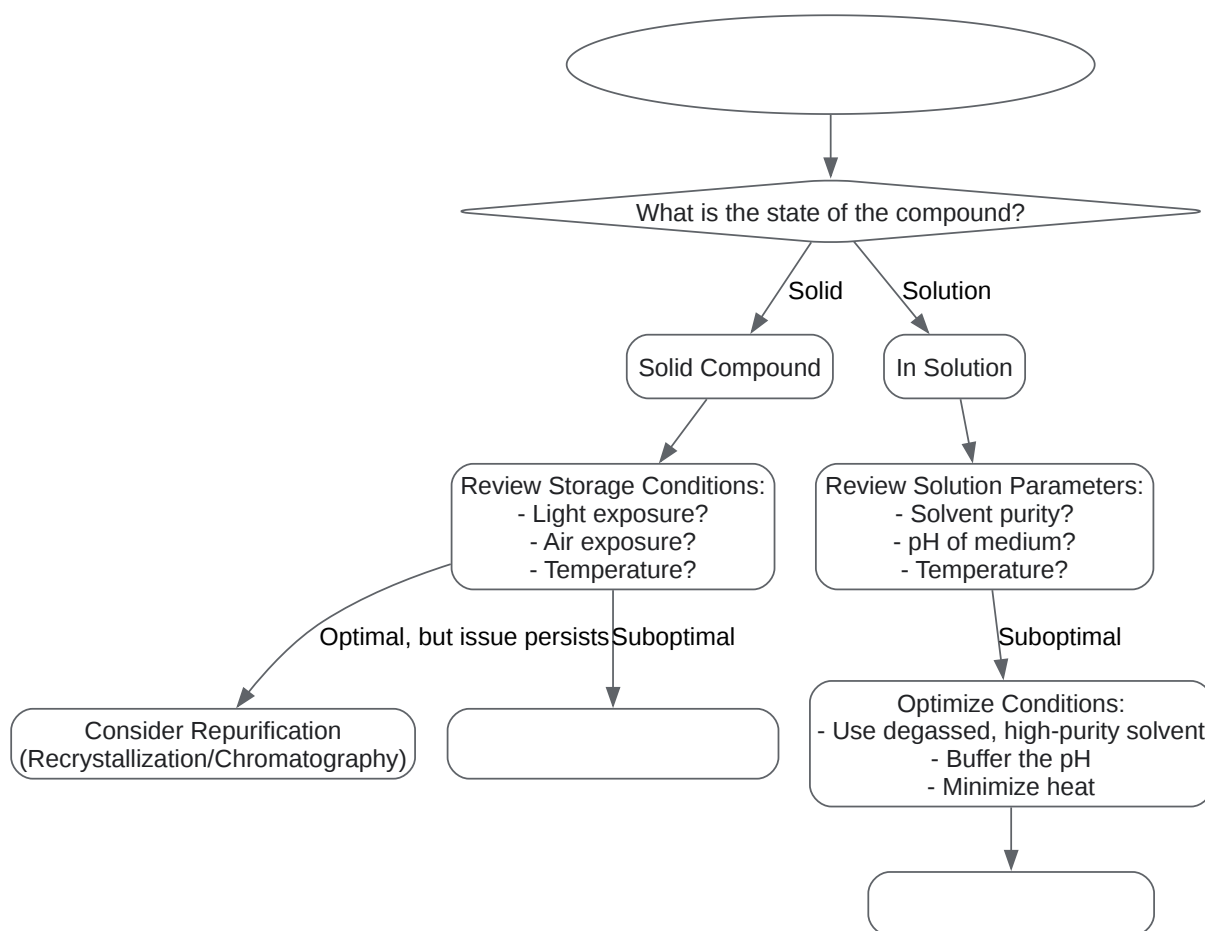 What is the state of the compound?
Solid
Solution
Solid Compound
In Solution
Review Storage Conditions:
- Light exposure?
- Air exposure?
- Temperature?
Review Solution Parameters:
- Solvent purity?
- pH of medium?
- Temperature?
Optimal, but issue persists
Suboptimal
Suboptimal
Consider Repurification
(Recrystallization/Chromatography)
Optimize Conditions:
- Use degassed, high-purity solvent
- Buffer the pH
- Minimize heat